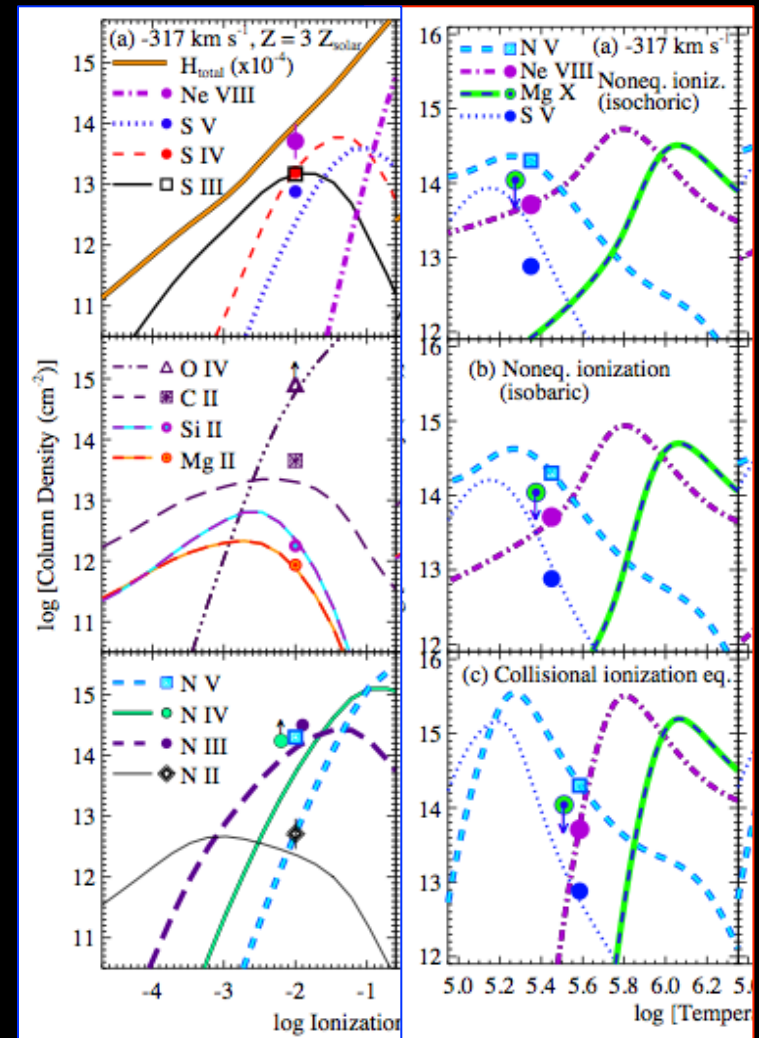 (a) -317 km s⁻¹, Z = 3 Z_solar
H_total (x10⁻⁴)
Ne VIII
S V
S IV
S III
15
14
13
12
11
O IV
C II
Si II
Mg II
15
14
13
12
11
N V
N IV
N III
N II
15
14
13
12
11
log [Column Density (cm⁻²)]
-4 -3 -2 -1
log Ionizatio
N V
(a) -317 km s⁻¹
Ne VIII
Noneq. ioniz.
Mg X
(isochoric)
S V
16
15
14
13
12
(b) Noneq. ionization
(isobaric)
16
15
14
13
12
(c) Collisional ionization eq.
16
15
14
13
12
5.0 5.2 5.4 5.6 5.8 6.0 6.2
log [Temper